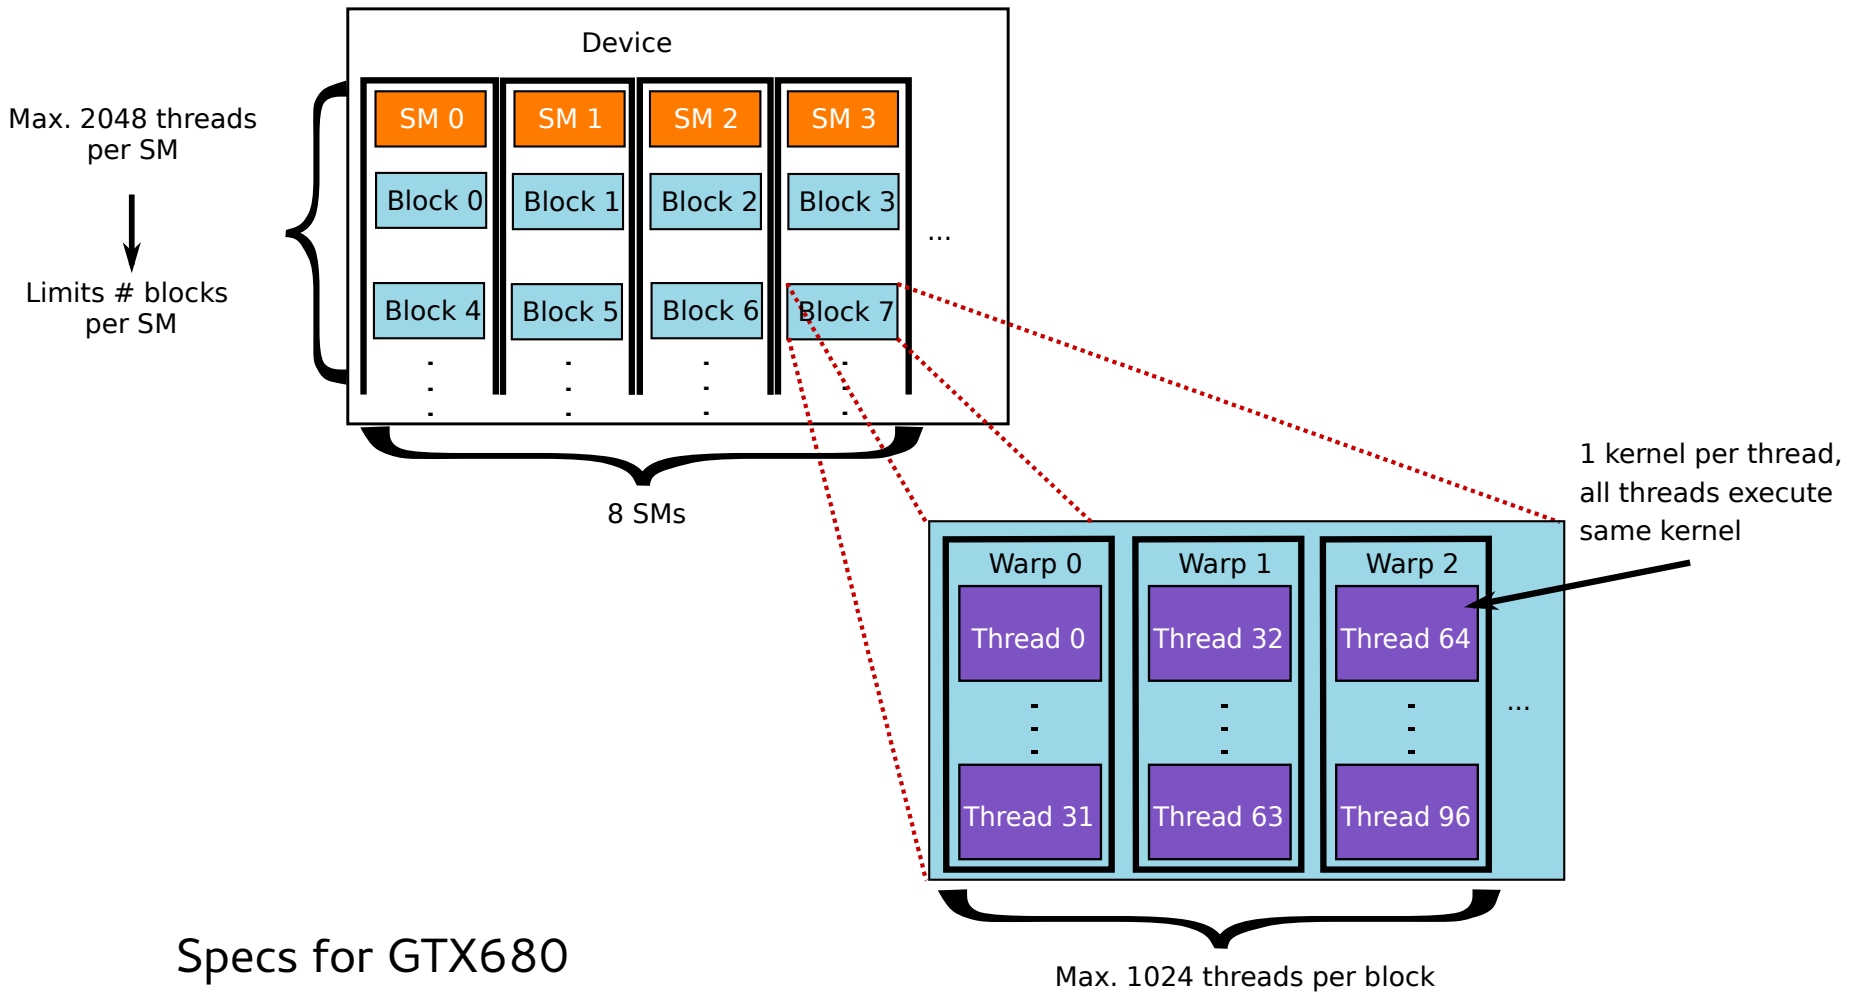 Device
Max. 2048 threads
per SM
Limits # blocks
per SM
SM 0
SM 1
SM 2
SM 3
Block 0
Block 1
Block 2
Block 3
...
Block 4
Block 5
Block 6
Block 7
8 SMs
1 kernel per thread,
all threads execute
same kernel
Warp 0
Warp 1
Warp 2
Thread 0
Thread 32
Thread 64
...
Thread 31
Thread 63
Thread 96
Max. 1024 threads per block
Specs for GTX680